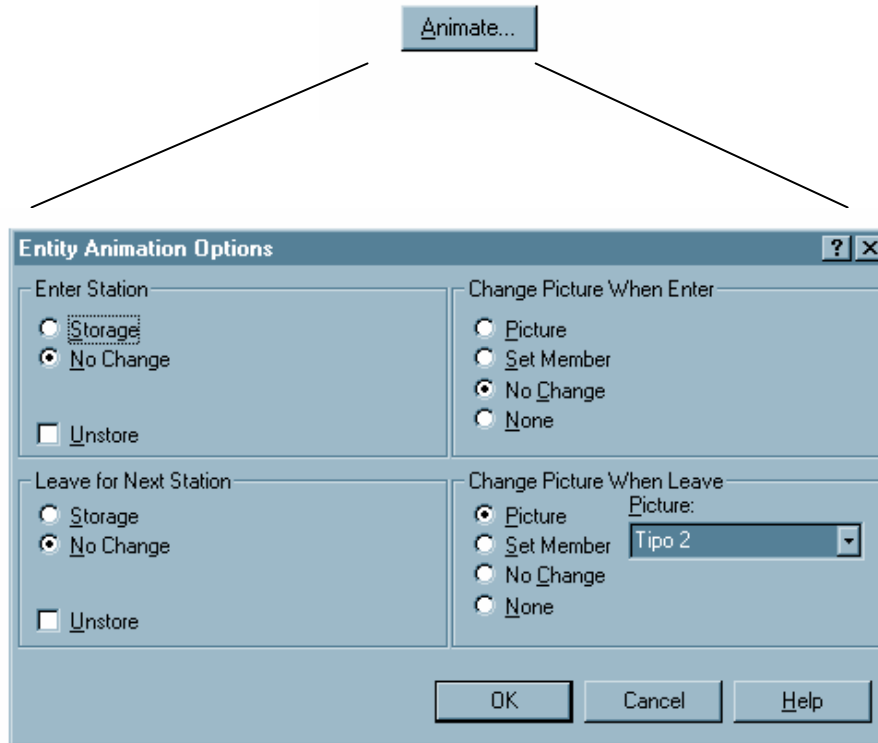 Animate...
Entity Animation Options
Enter Station
Storage
No Change
Unstore
Change Picture When Enter
Picture
Set Member
No Change
None
Leave for Next Station
Storage
No Change
Unstore
Change Picture When Leave
Picture
Set Member
No Change
None
Picture:
Tipo 2
OK
Cancel
Help